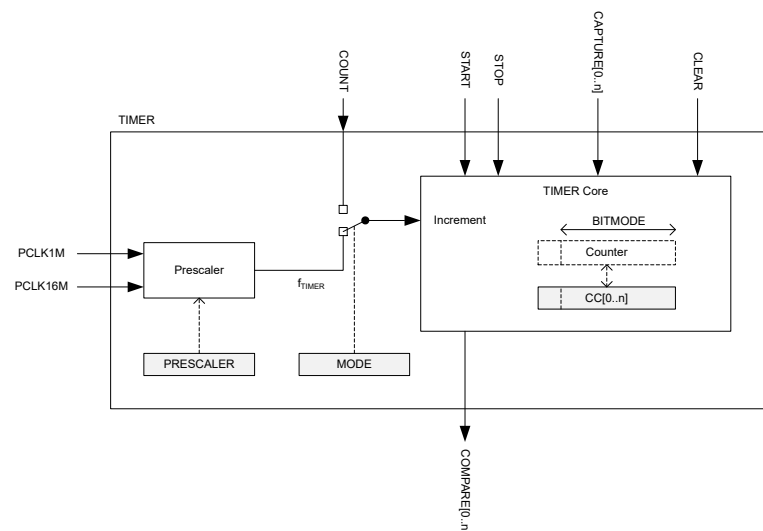 COUNT
START
STOP
CAPTURE[0..n]
CLEAR
TIMER
TIMER Core
Increment
BITMODE
Counter
CC[0..n]
PCLK1M
PCLK16M
Prescaler
fTIMER
PRESCALER
MODE
COMPARE[0..n]